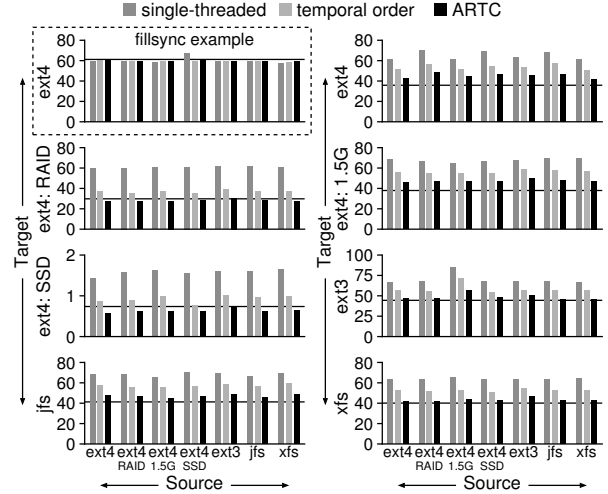 single-threaded temporal order ARTC
fillsync example
80
60
40
20
0
ext4
80
60
40
20
0
ext4: RAID
2
1
0
ext4: SSD
80
60
40
20
0
jfs
Target
ext4 ext4 ext4 ext4 ext3 jfs xfs
RAID 1.5G SSD
Source
80
60
40
20
0
ext4
80
60
40
20
0
ext4: 1.5G
100
75
50
25
0
ext3
80
60
40
20
0
xfs
Target
ext4 ext4 ext4 ext4 ext3 jfs xfs
RAID 1.5G SSD
Source